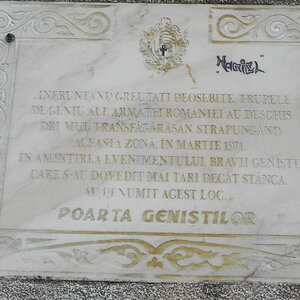 Marinel
ÎNFRUNTÂND GREUTĂȚI DEOSEBITE, TRUPELE
DE GENIU ALE ARMATEI ROMÂNIEI AU DESCHIS
DRUMUL TRANSFĂGĂRĂȘAN STRĂPUNGÂND
ACEASTĂ ZONĂ, ÎN MARTIE 1971.
ÎN AMINTIREA EVENIMENTULUI BRAVII GENIȘTI
CARE S-AU DOVEDIT MAI TARI DECÂT STÂNCA,
AU DENUMIT ACEST LOC...
POARTA GENIȘTILOR